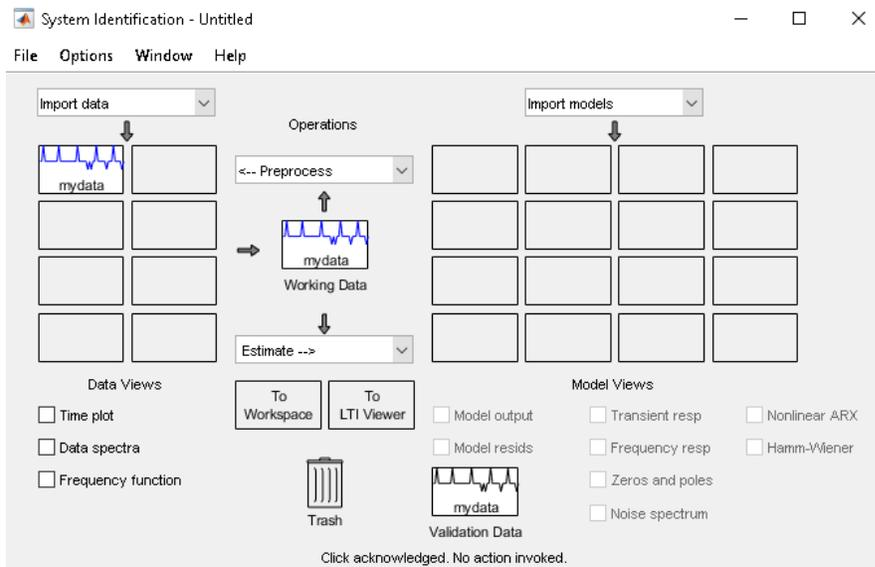 System Identification - Untitled
File Options Window Help
Import data
Import models
Operations
mydata
<-- Preprocess
mydata
Working Data
Estimate -->
Data Views
Time plot
Data spectra
Frequency function
To Workspace
To LTI Viewer
Trash
Model Views
Model output
Transient resp
Nonlinear ARX
Model resids
Frequency resp
Hamm-Wiener
Zeros and poles
Noise spectrum
mydata
Validation Data
Click acknowledged. No action invoked.